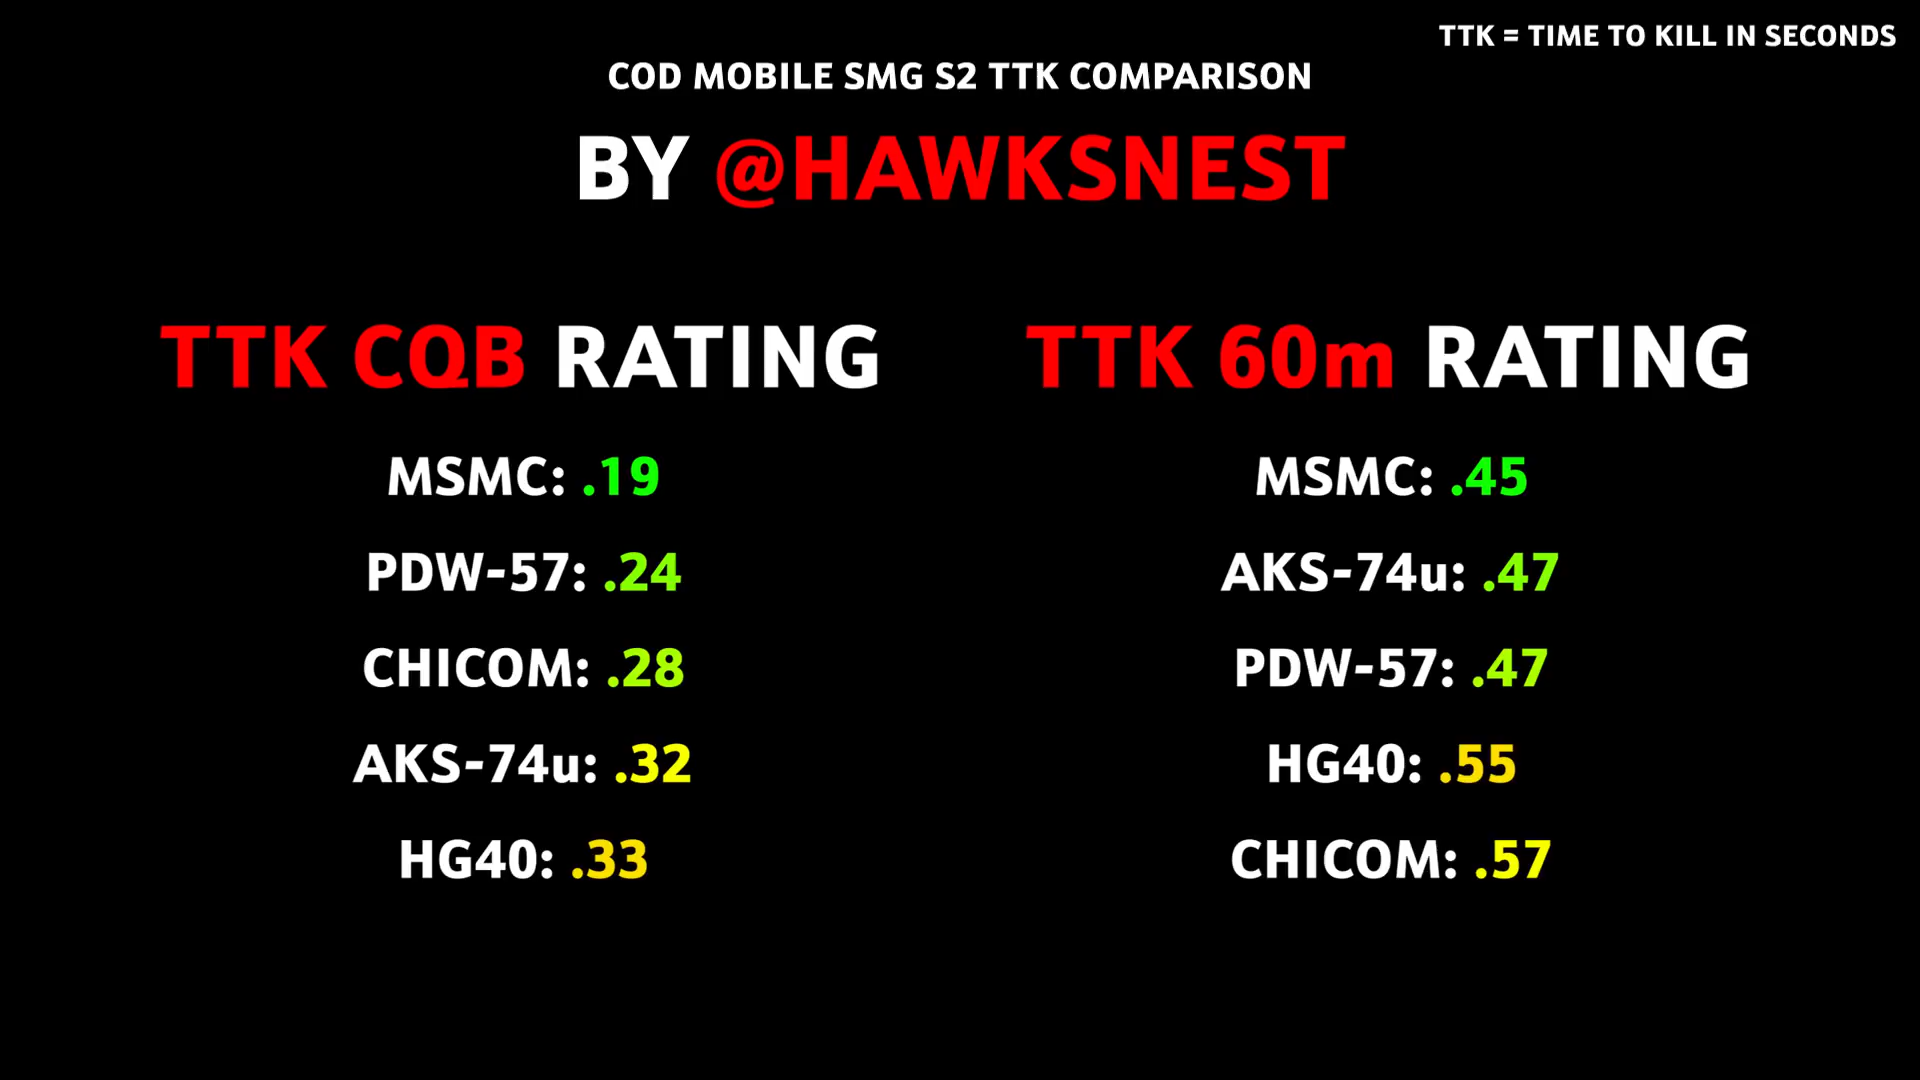 TTK = TIME TO KILL IN SECONDS
COD MOBILE SMG S2 TTK COMPARISON
BY @HAWKSNEST
TTK CQB RATING
MSMC: .19
PDW-57: .24
CHICOM: .28
AKS-74u: .32
HG40: .33
TTK 60m RATING
MSMC: .45
AKS-74u: .47
PDW-57: .47
HG40: .55
CHICOM: .57